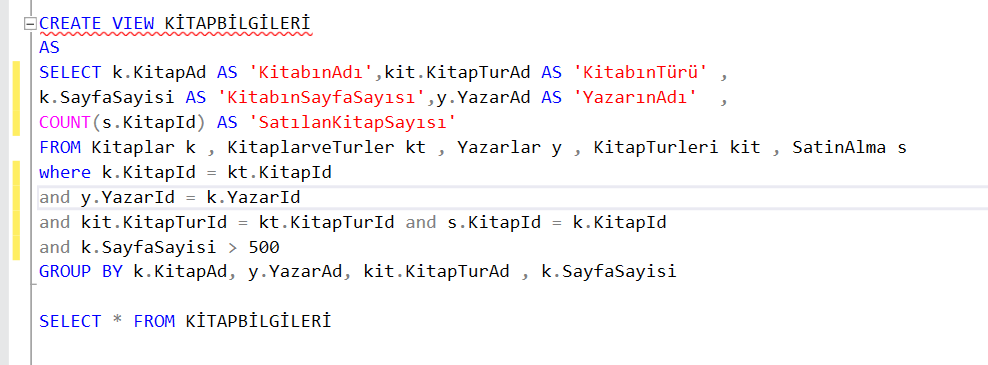 CREATE VIEW KİTAPBİLGİLERİ
AS
SELECT k.KitapAd AS 'KitabınAdı',kit.KitapTurAd AS 'KitabınTürü' ,
k.SayfaSayisi AS 'KitabınSayfaSayısı',y.YazarAd AS 'YazarınAdı'  ,
COUNT(s.KitapId) AS 'SatılanKitapSayısı'
FROM Kitaplar k , KitaplarveTurler kt , Yazarlar y , KitapTurleri kit , SatinAlma s
where k.KitapId = kt.KitapId
and y.YazarId = k.YazarId
and kit.KitapTurId = kt.KitapTurId and s.KitapId = k.KitapId
and k.SayfaSayisi > 500
GROUP BY k.KitapAd, y.YazarAd, kit.KitapTurAd , k.SayfaSayisi
SELECT * FROM KİTAPBİLGİLERİ